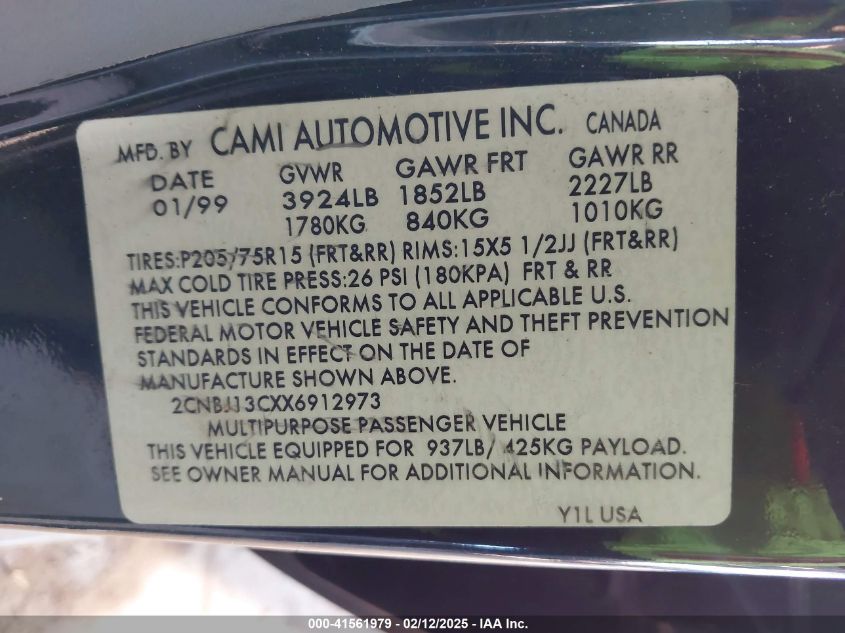 MFD. BY CAMI AUTOMOTIVE INC. CANADA
DATE GVWR GAWR FRT GAWR RR
01/99 3924LB 1852LB 2227LB
1780KG 840KG 1010KG
TIRES:P205/75R15 (FRT&RR) RIMS:15X5 1/2JJ (FRT&RR)
MAX COLD TIRE PRESS:26 PSI (180KPA) FRT & RR
THIS VEHICLE CONFORMS TO ALL APPLICABLE U.S.
FEDERAL MOTOR VEHICLE SAFETY AND THEFT PREVENTION
STANDARDS IN EFFECT ON THE DATE OF
MANUFACTURE SHOWN ABOVE.
2CNBJ13CXX6912973
MULTIPURPOSE PASSENGER VEHICLE
THIS VEHICLE EQUIPPED FOR 937LB/ 425KG PAYLOAD.
SEE OWNER MANUAL FOR ADDITIONAL INFORMATION.
Y1L USA
000-41561979 - 02/12/2025 - IAA Inc.